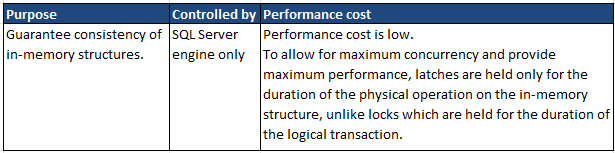 Purpose Controlled by Performance cost
Guarantee consistency of
in-memory structures.
SQL Server
engine only
Performance cost is low.
To allow for maximum concurrency and provide
maximum performance, latches are held only for the
duration of the physical operation on the in-memory
structure, unlike locks which are held for the duration of
the logical transaction.